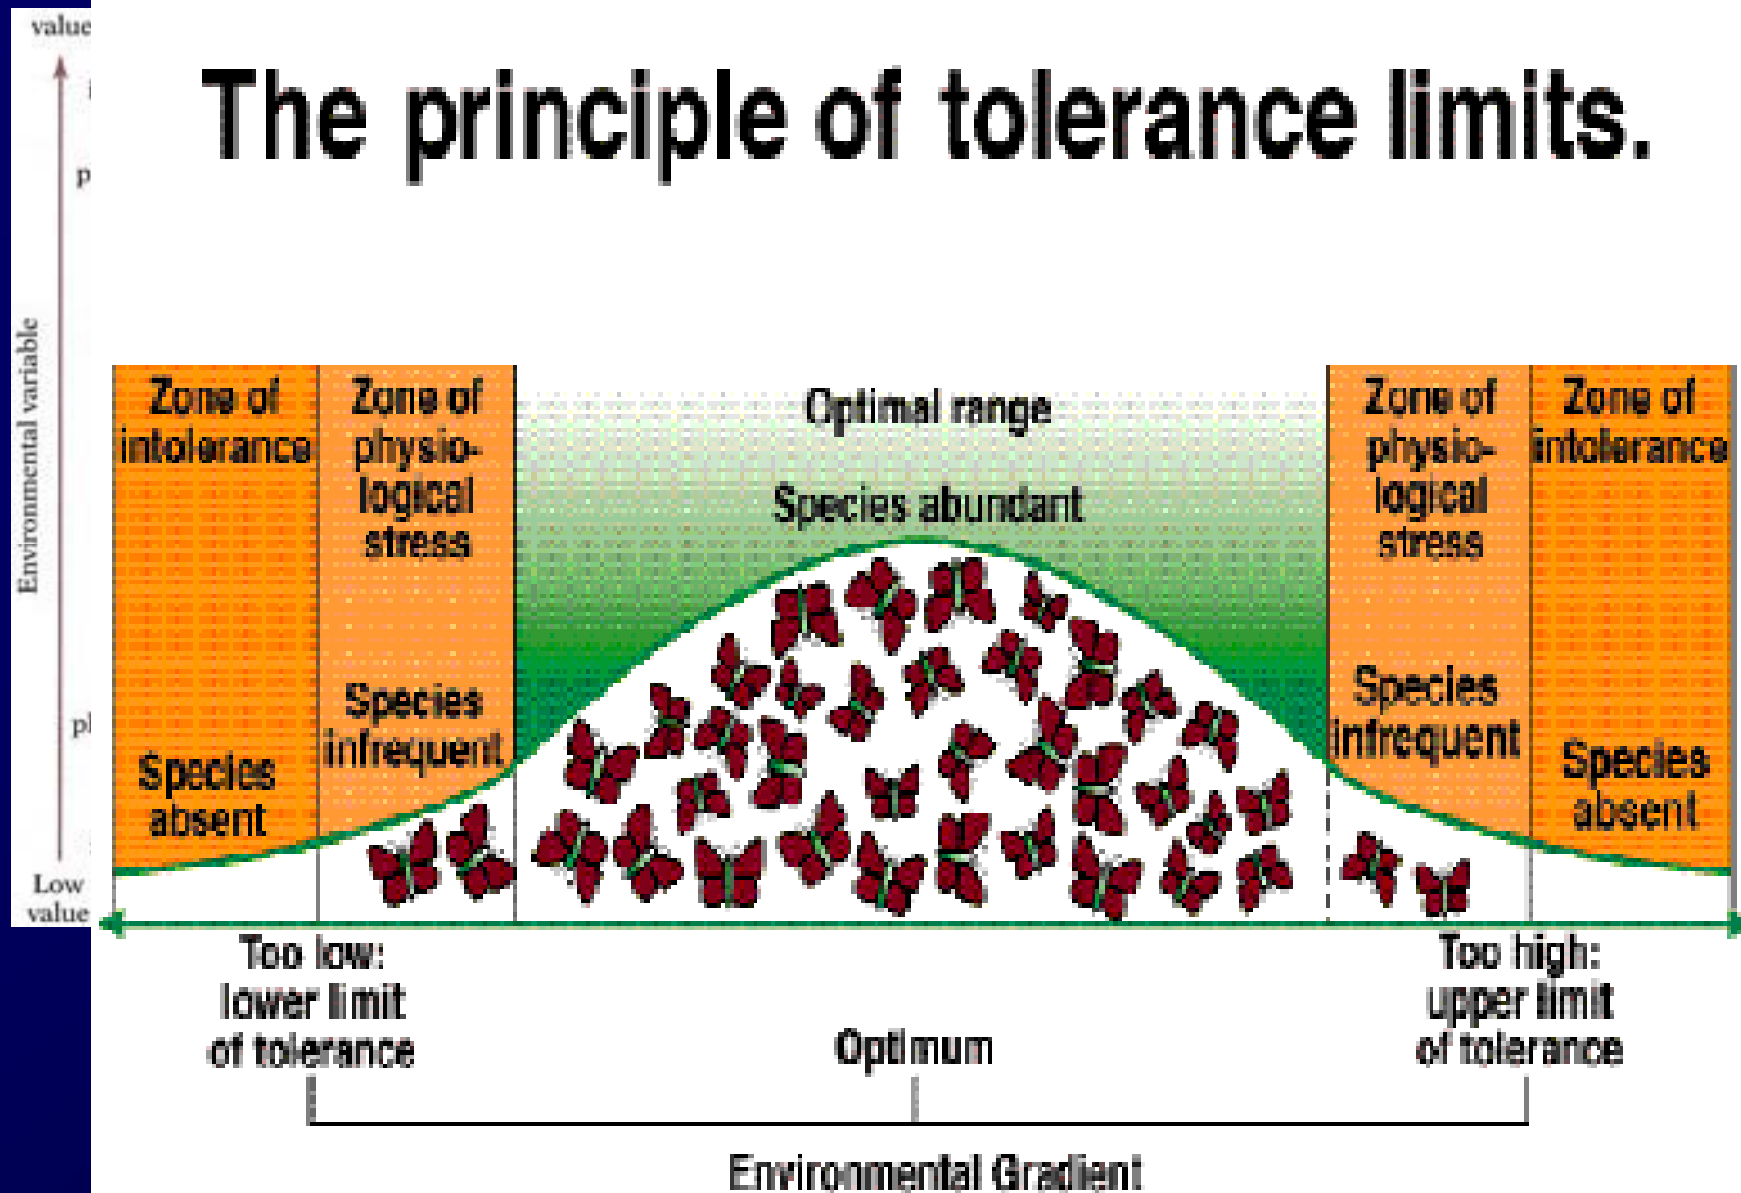 The principle of tolerance limits.
value
p
Environmental variable
pl
Low
value
Zone of
intolerance
Species
absent
Zone of
physio-
logical
stress
Species
infrequent
Optimal range
Species abundant
Zone of
physio-
logical
stress
Species
infrequent
Zone of
intolerance
Species
absent
Too low:
lower limit
of tolerance
Optimum
Too high:
upper limit
of tolerance
Environmental Gradient